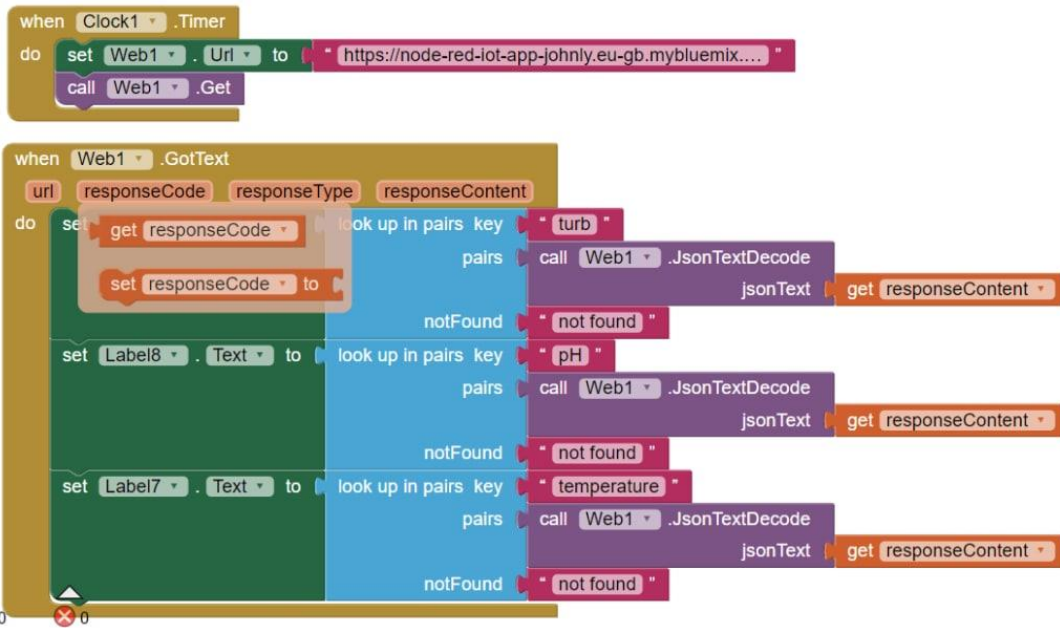 when Clock1 .Timer
do set Web1 . Url to " https://node-red-iot-app-johnly.eu-gb.mybluemix.... "
call Web1 .Get
when Web1 .GotText
url responseCode responseType responseContent
do set look up in pairs key " turb "
get responseCode
pairs call Web1 .JsonTextDecode
set responseCode to
jsonText get responseContent
notFound " not found "
set Label8 . Text to look up in pairs key " pH "
pairs call Web1 .JsonTextDecode
jsonText get responseContent
notFound " not found "
set Label7 . Text to look up in pairs key " temperature "
pairs call Web1 .JsonTextDecode
jsonText get responseContent
notFound " not found "
0 0